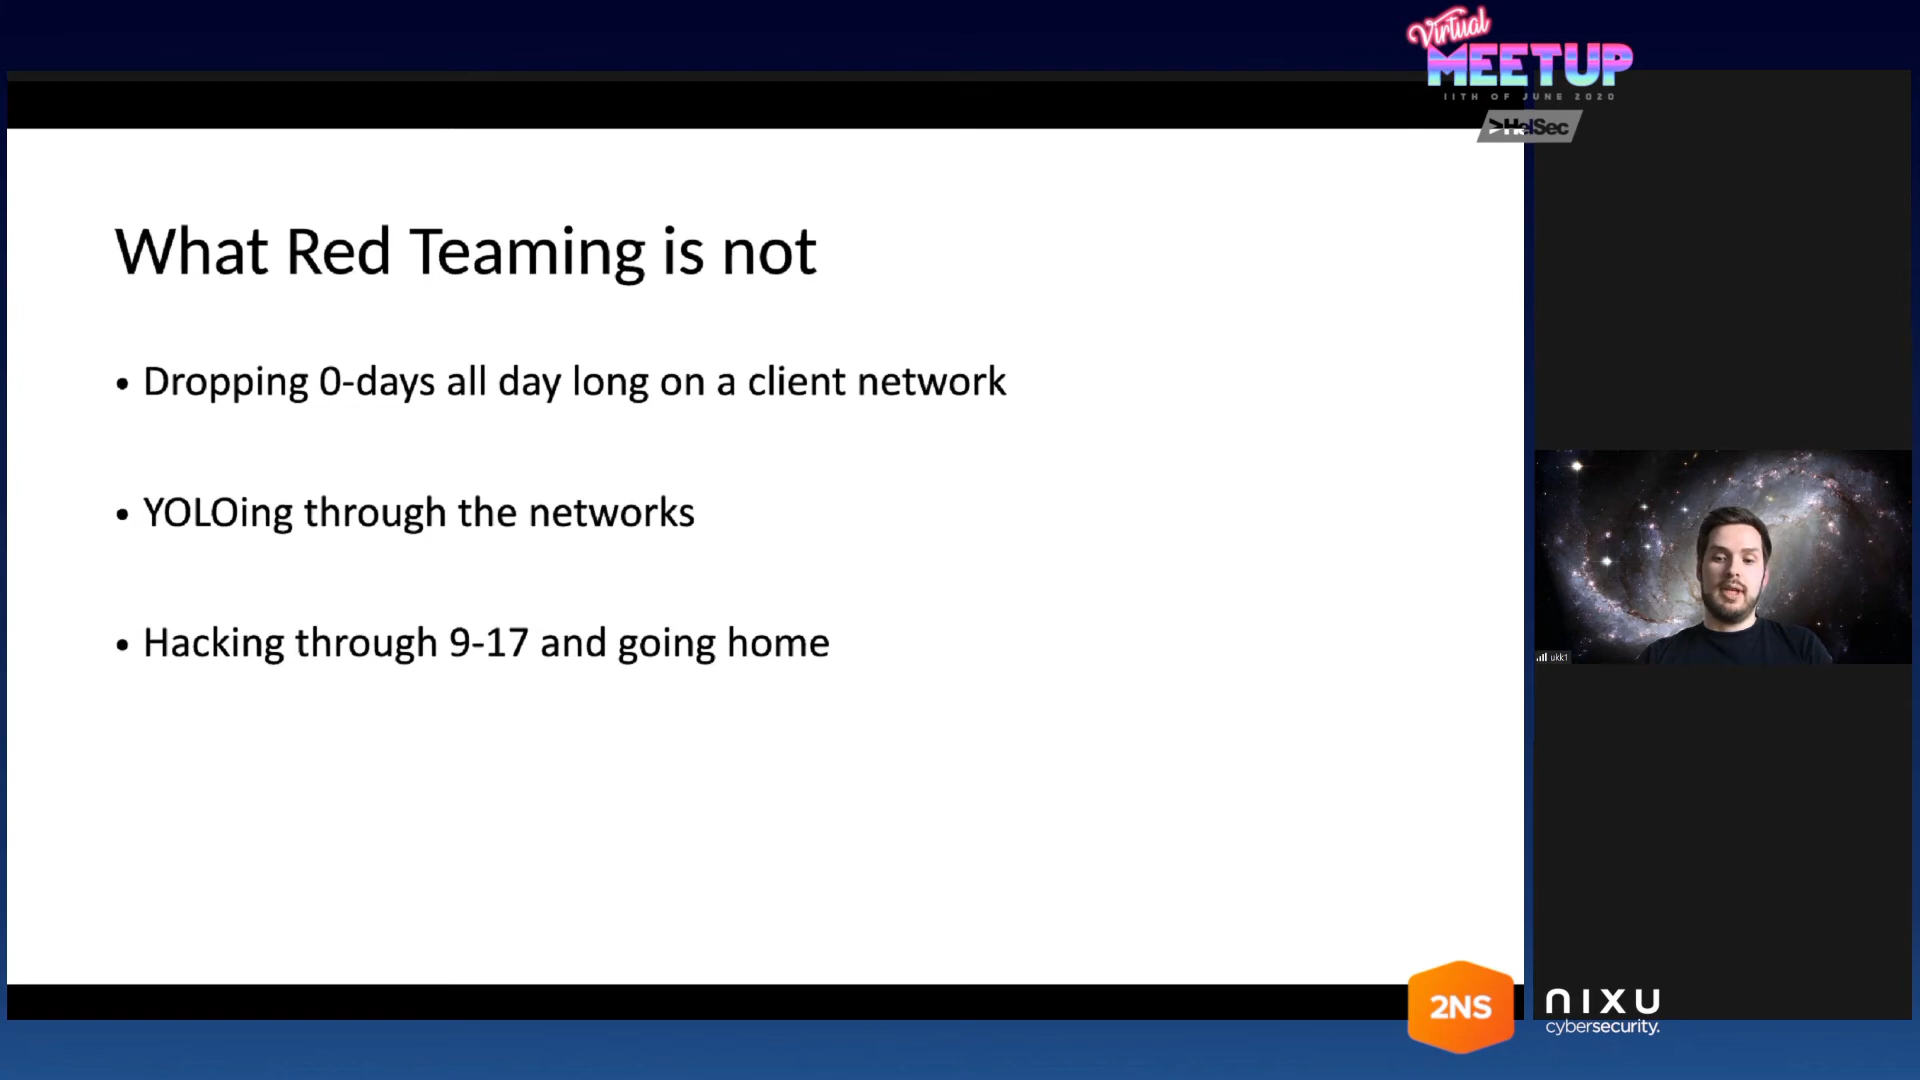 Virtual
MEETUP
11TH OF JUNE 2020
>HelSec
What Red Teaming is not
• Dropping 0-days all day long on a client network
• YOLOing through the networks
• Hacking through 9-17 and going home
ukk1
2NS
nixu
cybersecurity.